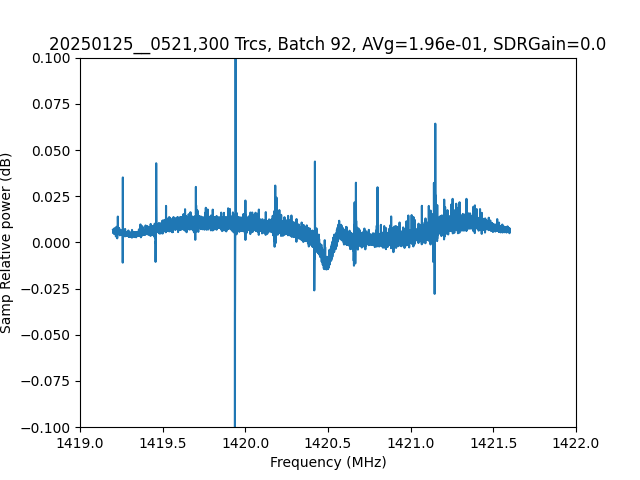 20250125__0521,300 Trcs, Batch 92, AVg=1.96e-01, SDRGain=0.0
0.100
0.075
0.050
0.025
0.000
−0.025
−0.050
−0.075
−0.100
Samp Relative power (dB)
1419.0 1419.5 1420.0 1420.5 1421.0 1421.5 1422.0
Frequency (MHz)